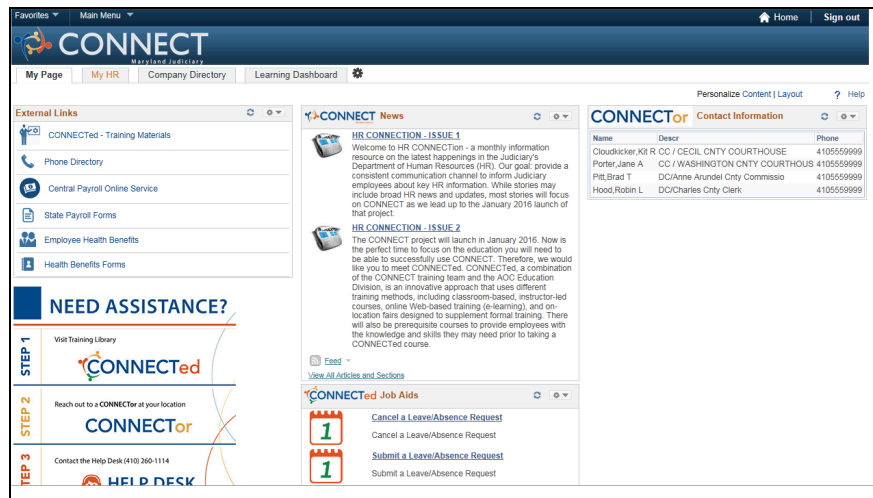 Favorites Main Menu Home Sign out
CONNECT
Maryland Judiciary
My Page My HR Company Directory Learning Dashboard
Personalize Content | Layout ? Help
External Links
CONNECTed - Training Materials
Phone Directory
Central Payroll Online Service
State Payroll Forms
Employee Health Benefits
Health Benefits Forms
NEED ASSISTANCE?
STEP 1
Visit Training Library
CONNECTed
STEP 2
Reach out to a CONNECTor at your location
CONNECTor
STEP 3
Contact the Help Desk (410) 260-1114
HELP DESK
CONNECT News
HR CONNECTION - ISSUE 1
Welcome to HR CONNECTion - a monthly information
resource on the latest happenings in the Judiciary's
Department of Human Resources (HR). Our goal: provide a
consistent communication channel to inform Judiciary
employees about key HR information. While stories may
include broad HR news and updates, most stories will focus
on CONNECT as we lead up to the January 2016 launch of
that project.
HR CONNECTION - ISSUE 2
The CONNECT project will launch in January 2016. Now is
the perfect time to focus on the education you will need to
be able to successfully use CONNECT. Therefore, we would
like you to meet CONNECTed. CONNECTed, a combination
of the CONNECT training team and the AOC Education
Division, is an innovative approach that uses different
training methods, including classroom-based, instructor-led
courses, online Web-based training (e-learning), and on-
location fairs designed to supplement formal training. There
will also be prerequisite courses to provide employees with
the knowledge and skills they may need prior to taking a
CONNECTed course.
Feed
View All Articles and Sections
CONNECTed Job Aids
1
Cancel a Leave/Absence Request
Cancel a Leave/Absence Request
1
Submit a Leave/Absence Request
Submit a Leave/Absence Request
CONNECTor Contact Information
Name Descr Phone
Cloudkicker,Kit R CC / CECIL CNTY COURTHOUSE 4105559999
Porter,Jane A CC / WASHINGTON CNTY COURTHOUS 4105559999
Pitt,Brad T DC/Anne Arundel Cnty Commissio 4105559999
Hood,Robin L DC/Charles Cnty Clerk 4105559999